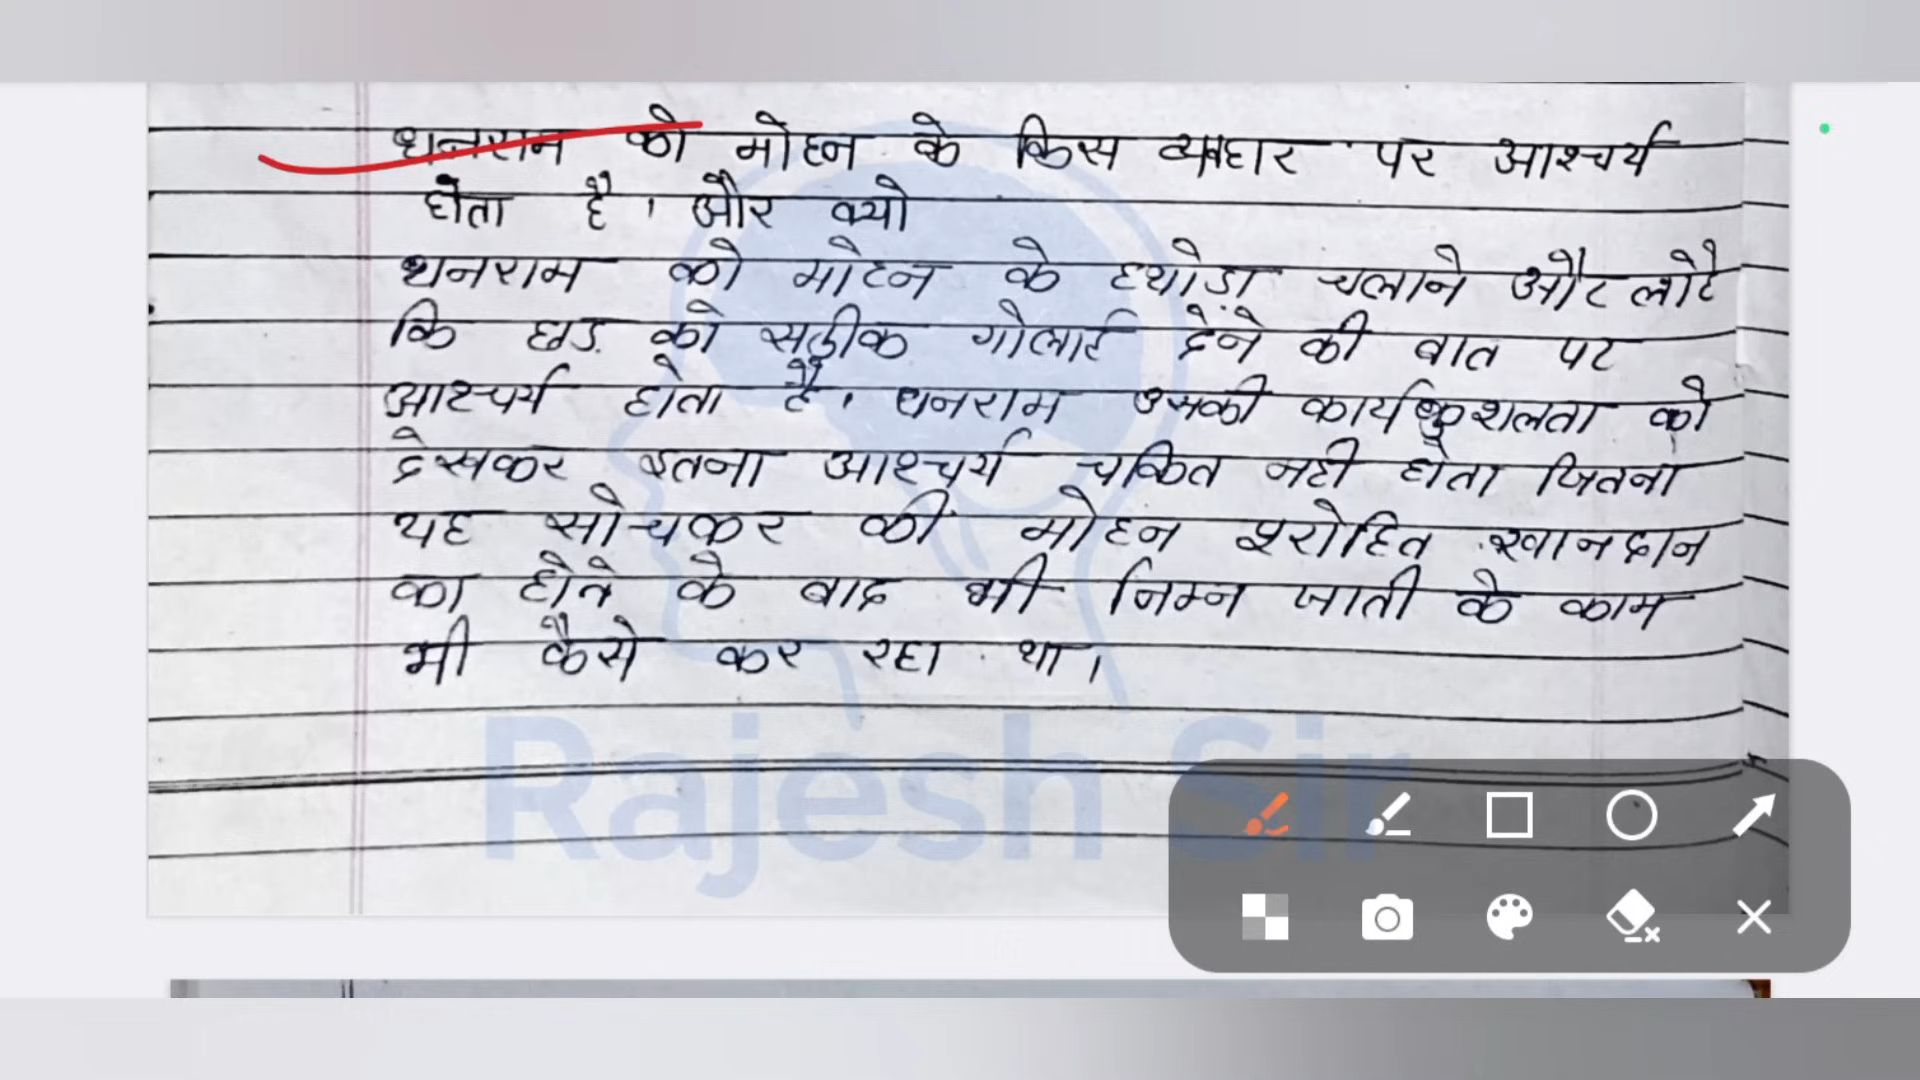 धनराम को मोहन के किस व्यवहार पर आश्चर्य
होता है। और क्यो
धनराम को मोहन के हथोड़ा चलाने और लोहे
कि छड़ को सठीक गोलाई देंने की बात पर
आश्चर्य होता है। धनराम उसकी कार्यकुशलता को
देखकर इतना आश्चर्य चकित नही होता जितना
यह सोचकर की मोहन पुरोहित खानदान
का होने के बाद भी निम्न जाती के काम
भी कैसे कर रहा था।
Rajesh Sir